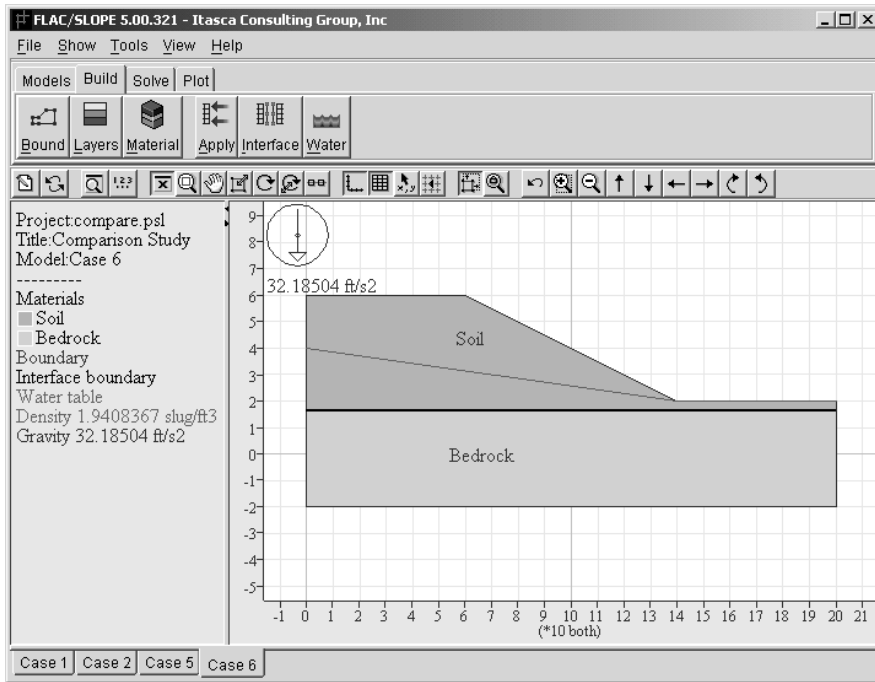 FLAC/SLOPE 5.00.321 - Itasca Consulting Group, Inc
File Show Tools View Help
Models Build Solve Plot
Bound Layers Material Apply Interface Water
1.2.3
x,y
Project:compare.psl
Title:Comparison Study
Model:Case 6
---------
Materials
Soil
Bedrock
Boundary
Interface boundary
Water table
Density 1.9408367 slug/ft3
Gravity 32.18504 ft/s2
9
8
7
32.18504 ft/s2
6
5
Soil
4
3
2
1
Bedrock
0
-1
-2
-3
-4
-5
-1 0 1 2 3 4 5 6 7 8 9 10 11 12 13 14 15 16 17 18 19 20 21
(*10 both)
Case 1 Case 2 Case 5 Case 6